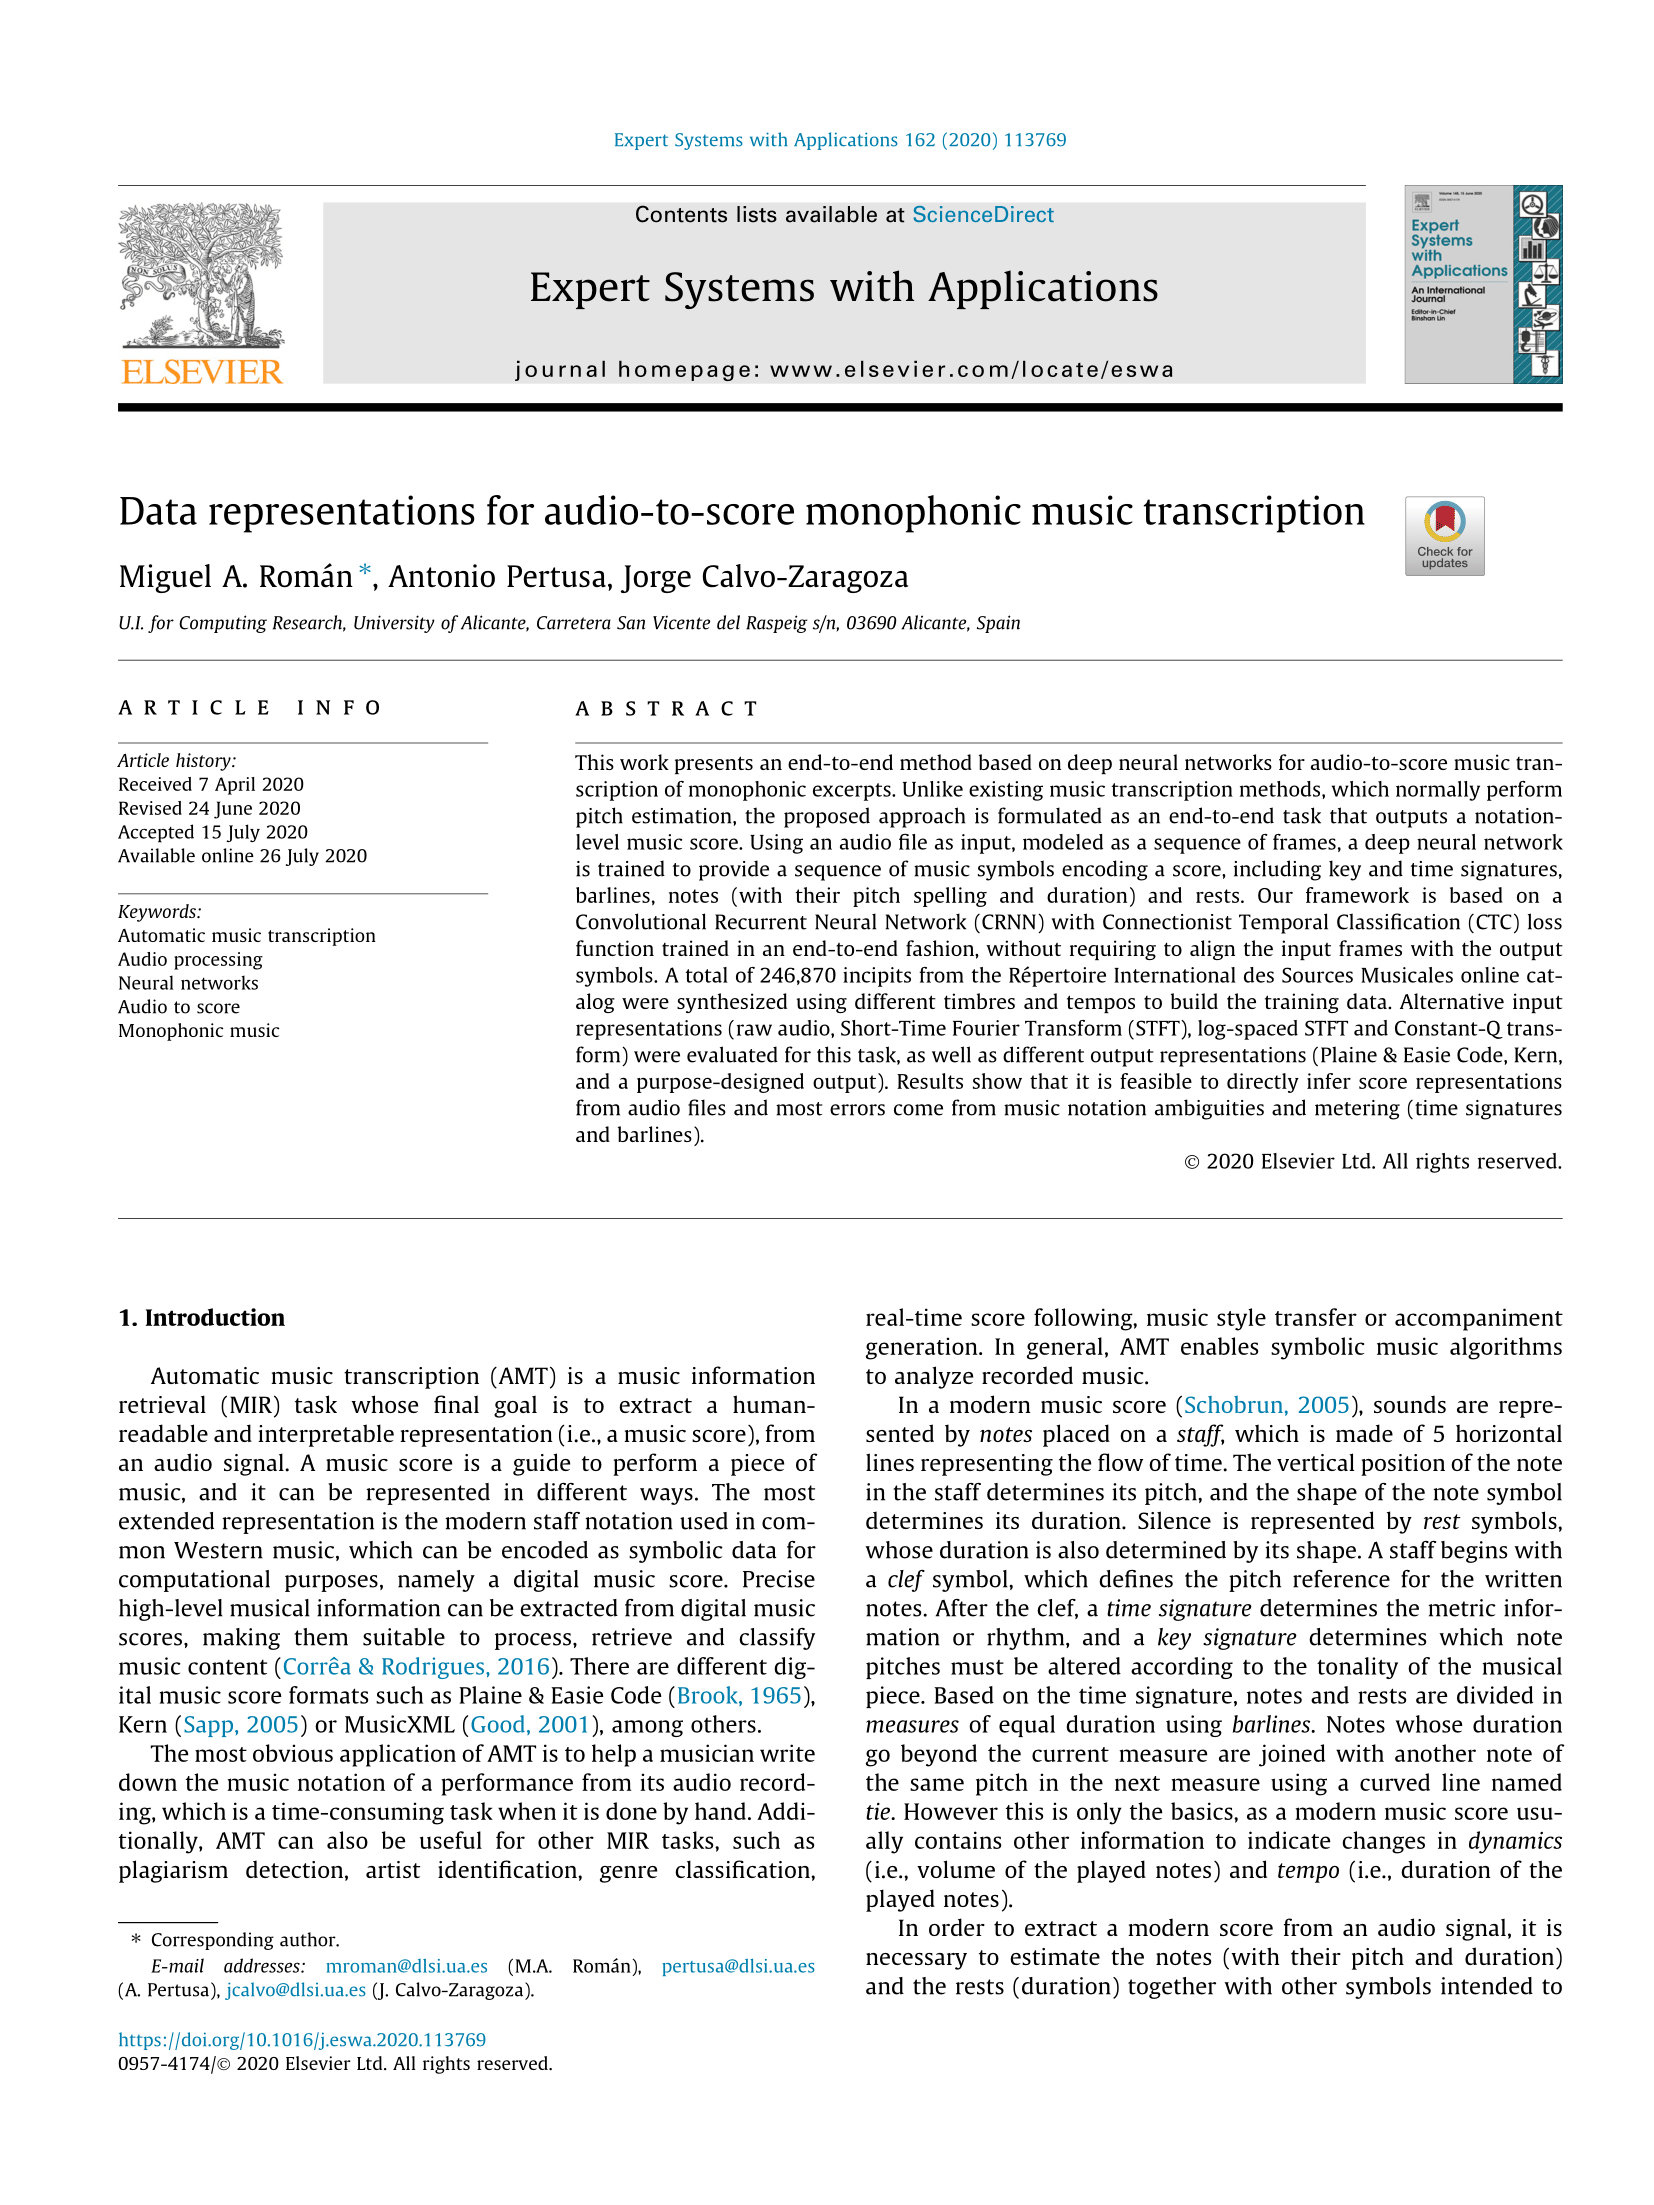 Expert Systems with Applications 162 (2020) 113769
Contents lists available at ScienceDirect
Expert Systems with Applications
journal homepage: www.elsevier.com/locate/eswa
NON SOLUS
ELSEVIER
Expert
Systems
with
Applications
An International
Journal
Editor-in-Chief
Binshan Lin
Data representations for audio-to-score monophonic music transcription
Check for
updates
Miguel A. Román *, Antonio Pertusa, Jorge Calvo-Zaragoza
U.I. for Computing Research, University of Alicante, Carretera San Vicente del Raspeig s/n, 03690 Alicante, Spain
ARTICLE INFO
Article history:
Received 7 April 2020
Revised 24 June 2020
Accepted 15 July 2020
Available online 26 July 2020
Keywords:
Automatic music transcription
Audio processing
Neural networks
Audio to score
Monophonic music
ABSTRACT
This work presents an end-to-end method based on deep neural networks for audio-to-score music tran-
scription of monophonic excerpts. Unlike existing music transcription methods, which normally perform
pitch estimation, the proposed approach is formulated as an end-to-end task that outputs a notation-
level music score. Using an audio file as input, modeled as a sequence of frames, a deep neural network
is trained to provide a sequence of music symbols encoding a score, including key and time signatures,
barlines, notes (with their pitch spelling and duration) and rests. Our framework is based on a
Convolutional Recurrent Neural Network (CRNN) with Connectionist Temporal Classification (CTC) loss
function trained in an end-to-end fashion, without requiring to align the input frames with the output
symbols. A total of 246,870 incipits from the Répertoire International des Sources Musicales online cat-
alog were synthesized using different timbres and tempos to build the training data. Alternative input
representations (raw audio, Short-Time Fourier Transform (STFT), log-spaced STFT and Constant-Q trans-
form) were evaluated for this task, as well as different output representations (Plaine & Easie Code, Kern,
and a purpose-designed output). Results show that it is feasible to directly infer score representations
from audio files and most errors come from music notation ambiguities and metering (time signatures
and barlines).
© 2020 Elsevier Ltd. All rights reserved.
1. Introduction
Automatic music transcription (AMT) is a music information
retrieval (MIR) task whose final goal is to extract a human-
readable and interpretable representation (i.e., a music score), from
an audio signal. A music score is a guide to perform a piece of
music, and it can be represented in different ways. The most
extended representation is the modern staff notation used in com-
mon Western music, which can be encoded as symbolic data for
computational purposes, namely a digital music score. Precise
high-level musical information can be extracted from digital music
scores, making them suitable to process, retrieve and classify
music content (Corrêa & Rodrigues, 2016). There are different dig-
ital music score formats such as Plaine & Easie Code (Brook, 1965),
Kern (Sapp, 2005) or MusicXML (Good, 2001), among others.
The most obvious application of AMT is to help a musician write
down the music notation of a performance from its audio record-
ing, which is a time-consuming task when it is done by hand. Addi-
tionally, AMT can also be useful for other MIR tasks, such as
plagiarism detection, artist identification, genre classification,
real-time score following, music style transfer or accompaniment
generation. In general, AMT enables symbolic music algorithms
to analyze recorded music.
In a modern music score (Schobrun, 2005), sounds are repre-
sented by notes placed on a staff, which is made of 5 horizontal
lines representing the flow of time. The vertical position of the note
in the staff determines its pitch, and the shape of the note symbol
determines its duration. Silence is represented by rest symbols,
whose duration is also determined by its shape. A staff begins with
a clef symbol, which defines the pitch reference for the written
notes. After the clef, a time signature determines the metric infor-
mation or rhythm, and a key signature determines which note
pitches must be altered according to the tonality of the musical
piece. Based on the time signature, notes and rests are divided in
measures of equal duration using barlines. Notes whose duration
go beyond the current measure are joined with another note of
the same pitch in the next measure using a curved line named
tie. However this is only the basics, as a modern music score usu-
ally contains other information to indicate changes in dynamics
(i.e., volume of the played notes) and tempo (i.e., duration of the
played notes).
In order to extract a modern score from an audio signal, it is
necessary to estimate the notes (with their pitch and duration)
and the rests (duration) together with other symbols intended to
* Corresponding author.
E-mail addresses: mroman@dlsi.ua.es (M.A. Román), pertusa@dlsi.ua.es
(A. Pertusa), jcalvo@dlsi.ua.es (J. Calvo-Zaragoza).
https://doi.org/10.1016/j.eswa.2020.113769
0957-4174/© 2020 Elsevier Ltd. All rights reserved.